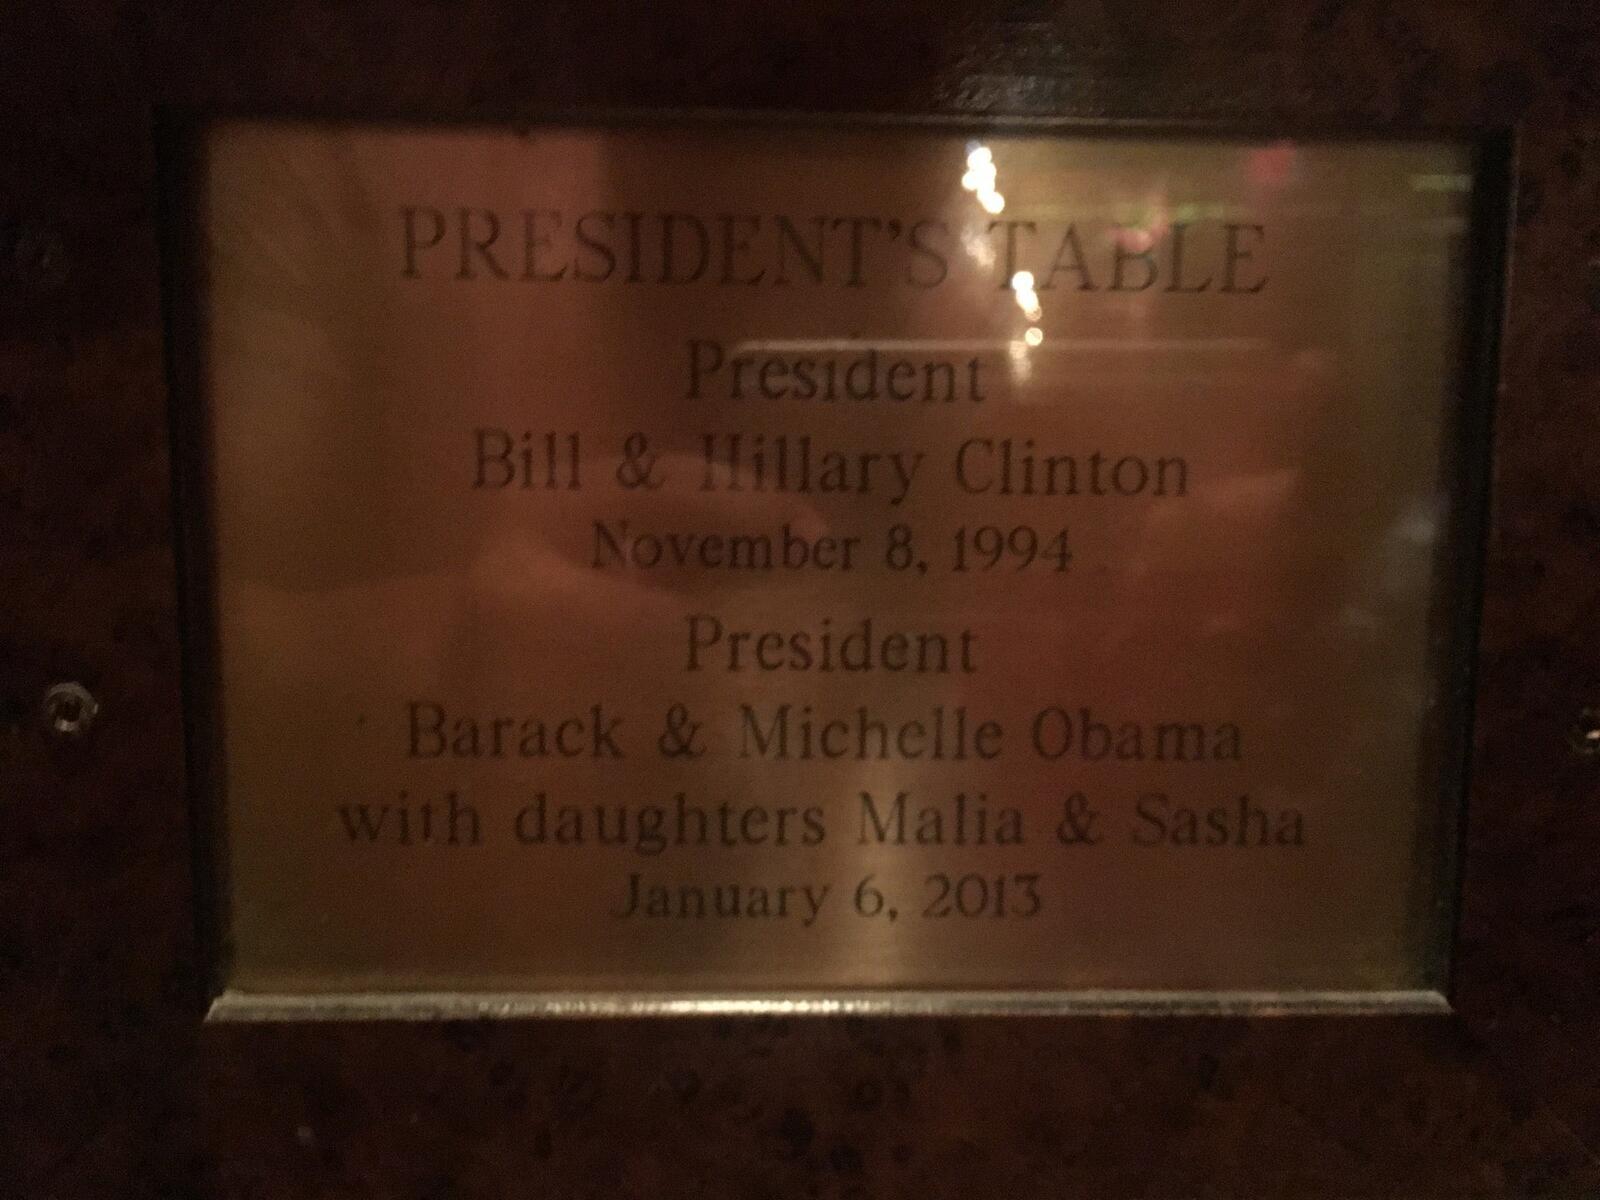 PRESIDENT'S TABLE
President
Bill & Hillary Clinton
November 8, 1994
President
Barack & Michelle Obama
with daughters Malia & Sasha
January 6, 2013